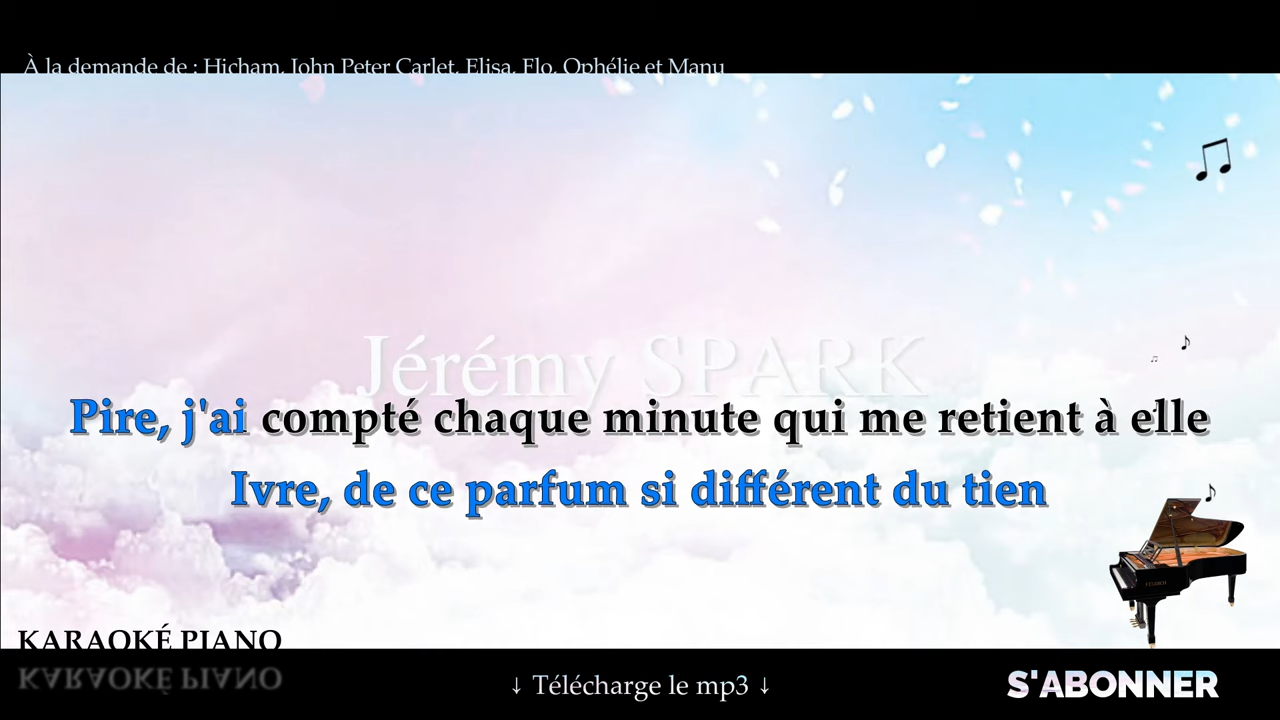 À la demande de : Hicham, John Peter Carlet, Elisa, Flo, Ophélie et Manu
Jérémy SPARK
Pire, j'ai compté chaque minute qui me retient à elle
Ivre, de ce parfum si différent du tien
KARAOKÉ PIANO
↓ Télécharge le mp3 ↓
S'ABONNER